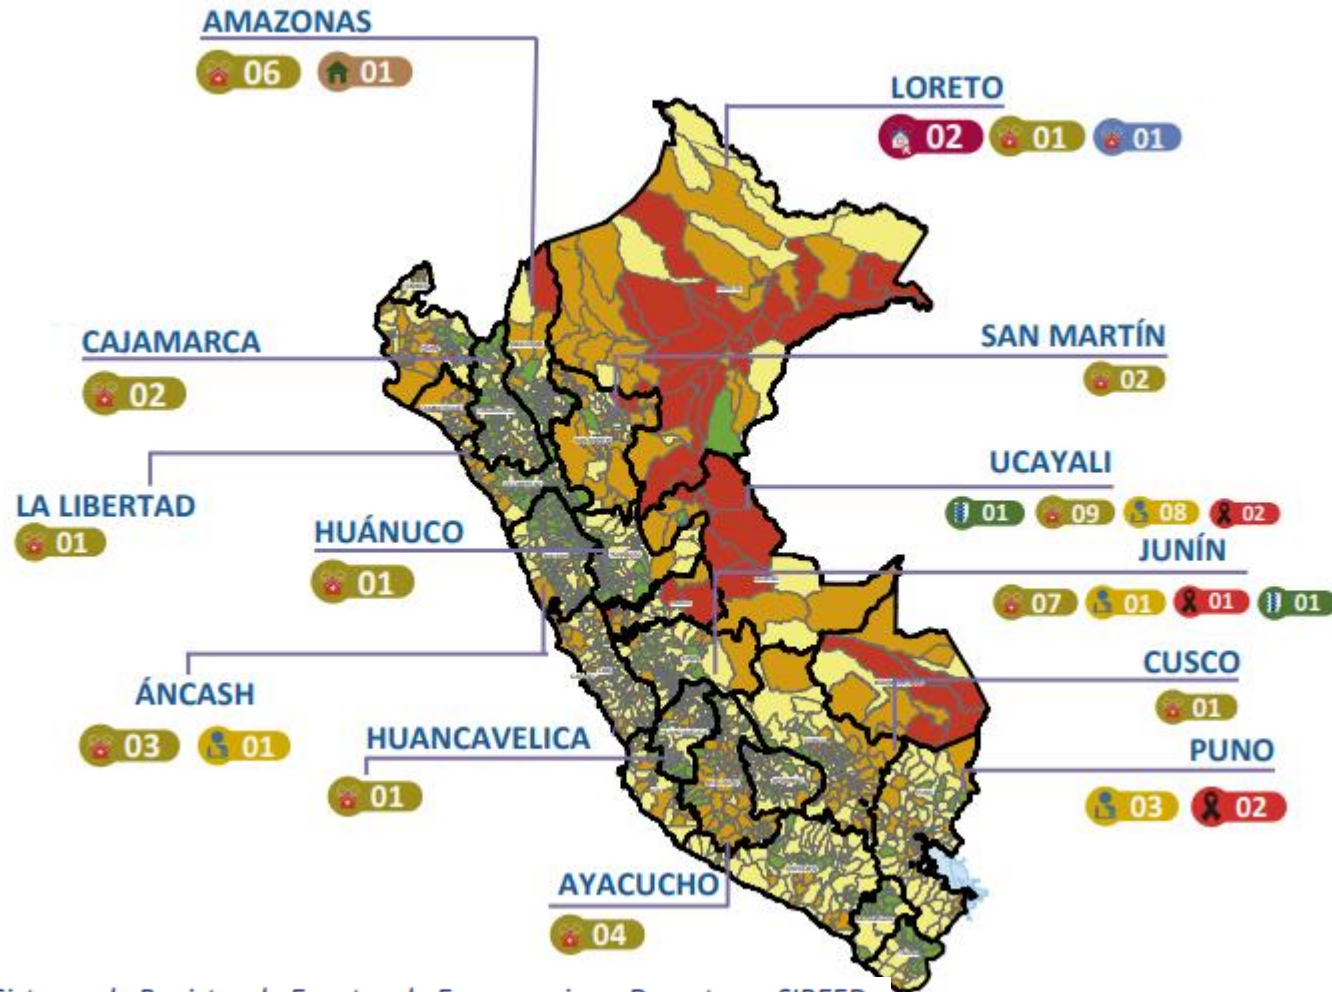 AMAZONAS
06 01
LORETO
02 01 01
CAJAMARCA
02
SAN MARTÍN
02
LA LIBERTAD
01
UCAYALI
01 09 08 02
HUÁNUCO
01
JUNÍN
07 01 01 01
CUSCO
01
ÁNCASH
03 01
HUANCAVELICA
01
PUNO
03 02
AYACUCHO
04